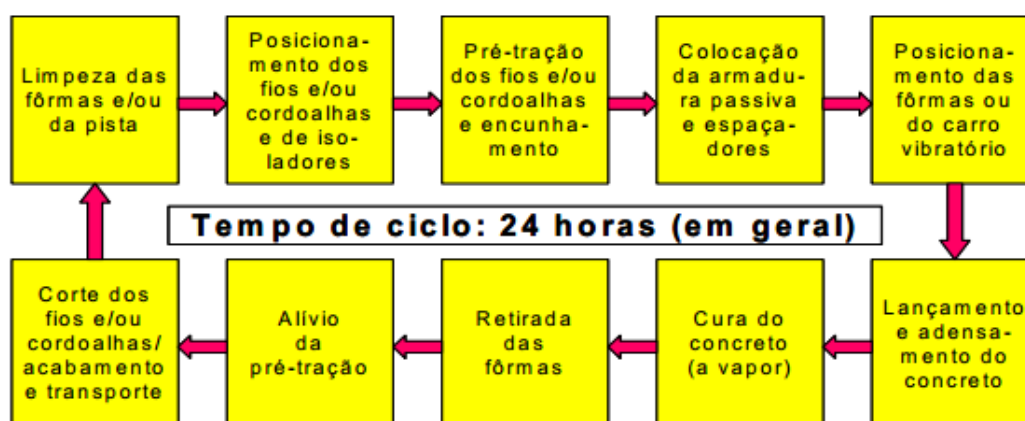 Limpeza das
fôrmas e/ou
da pista
Posiciona-
mento dos
fios e/ou
cordoalhas
e de iso-
ladores
Pré-tração
dos fios e/ou
cordoalhas
e encunha-
mento
Colocação
da armadu-
ra passiva
e espaça-
dores
Posiciona-
mento das
fôrmas ou
do carro
vibratório
Tempo de ciclo: 24 horas (em geral)
Lançamento
e adensa-
mento do
concreto
Cura do
concreto
(a vapor)
Retirada
das
fôrmas
Alívio
da
pré-tração
Corte dos
fios e/ou
cordoalhas/
acabamento
e transporte